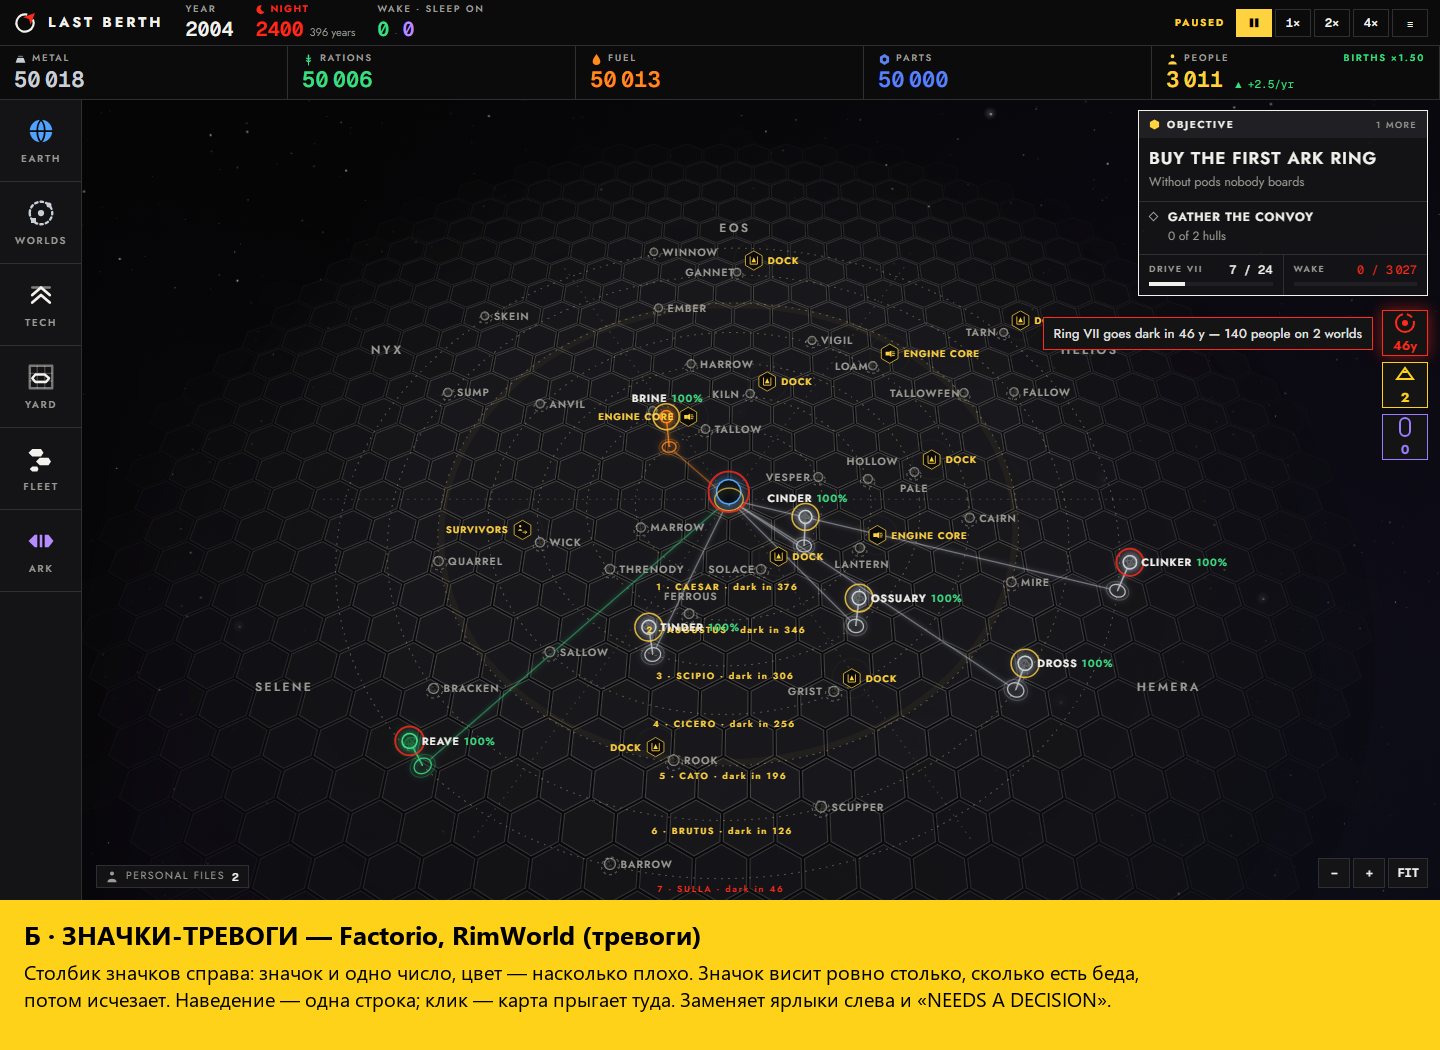 LAST BERTH
YEAR
2004
NIGHT
2400 396 years
WAKE · SLEEP ON
0 · 0
PAUSED
1×
2×
4×
≡
METAL
50 018
RATIONS
50 006
FUEL
50 013
PARTS
50 000
PEOPLE
BIRTHS ×1.50
3 011 ▲ +2.5/yr
EARTH
WORLDS
TECH
YARD
FLEET
ARK
OBJECTIVE
1 MORE
BUY THE FIRST ARK RING
Without pods nobody boards
GATHER THE CONVOY
0 of 2 hulls
DRIVE VII 7 / 24
WAKE 0 / 3 027
Ring VII goes dark in 46 y — 140 people on 2 worlds
46y
2
0
EOS
WINNOW
GANNET
DOCK
EMBER
SKEIN
NYX
VIGIL
TARN
HELIOS
HARROW
LOAM
ENGINE CORE
SUMP
ANVIL
BRINE 100%
KILN
DOCK
TALLOWFEN
FALLOW
ENGINE CORE
TALLOW
HOLLOW
DOCK
VESPER
PALE
CINDER 100%
SURVIVORS
WICK
MARROW
CAIRN
ENGINE CORE
QUARREL
THRENODY
SOLACE
DOCK
LANTERN
CLINKER 100%
MIRE
1 · CAESAR · dark in 376
FERROUS
OSSUARY 100%
TINDER 100%
2 · AUGUSTUS · dark in 346
SALLOW
DROSS 100%
3 · SCIPIO · dark in 306
DOCK
SELENE
BRACKEN
GRIST
HEMERA
4 · CICERO · dark in 256
REAVE 100%
DOCK
ROOK
5 · CATO · dark in 196
SCUPPER
6 · BRUTUS · dark in 126
BARROW
7 · SULLA · dark in 46
PERSONAL FILES 2
−
+
FIT
Б · ЗНАЧКИ-ТРЕВОГИ — Factorio, RimWorld (тревоги)
Столбик значков справа: значок и одно число, цвет — насколько плохо. Значок висит ровно столько, сколько есть беда,
потом исчезает. Наведение — одна строка; клик — карта прыгает туда. Заменяет ярлыки слева и «NEEDS A DECISION».